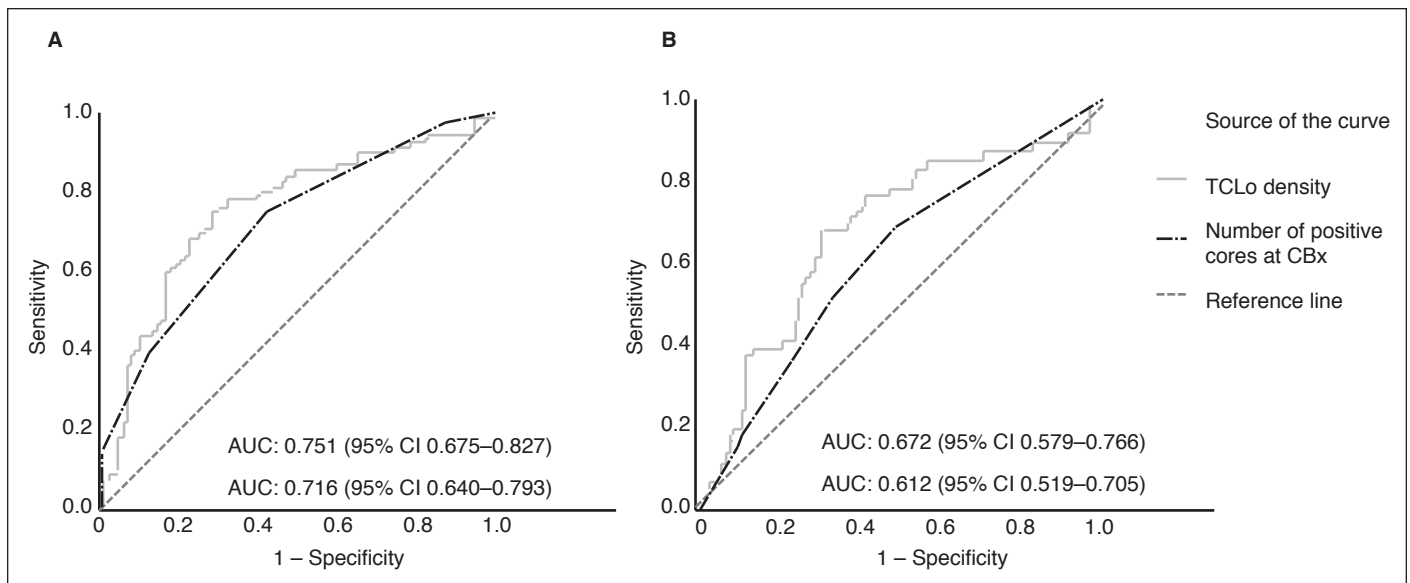 A
1.0
0.8
0.6
0.4
0.2
0.0
Sensitivity
0
0.2
0.4
0.6
0.8
1.0
1 – Specificity
AUC: 0.751 (95% CI 0.675–0.827)
AUC: 0.716 (95% CI 0.640–0.793)
B
1.0
0.8
0.6
0.4
0.2
0.0
Sensitivity
0
0.2
0.4
0.6
0.8
1.0
1 – Specificity
AUC: 0.672 (95% CI 0.579–0.766)
AUC: 0.612 (95% CI 0.519–0.705)
Source of the curve
TCLo density
Number of positive
cores at CBx
Reference line